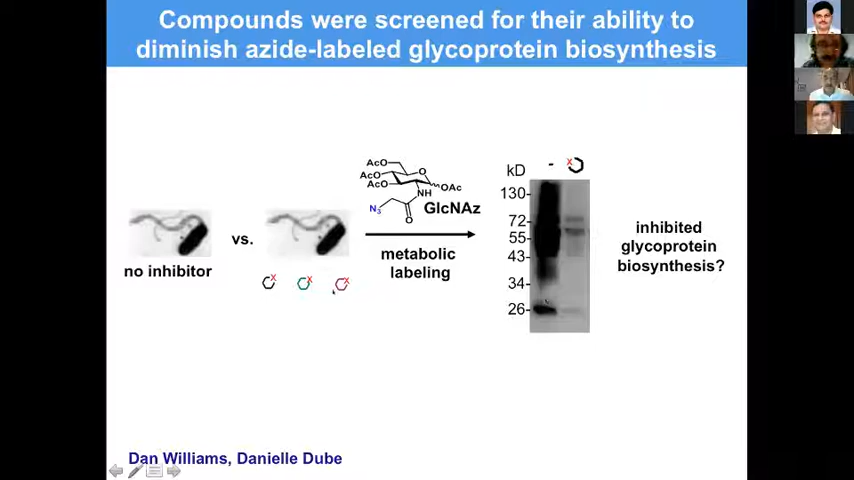 Compounds were screened for their ability to
diminish azide-labeled glycoprotein biosynthesis
AcO
AcO
AcO
O
OAc
NH
N3
O
GlcNAz
metabolic
labeling
no inhibitor
vs.
x
x
x
kD
-
x
130-
72-
55-
43-
34-
26-
inhibited
glycoprotein
biosynthesis?
Dan Williams, Danielle Dube